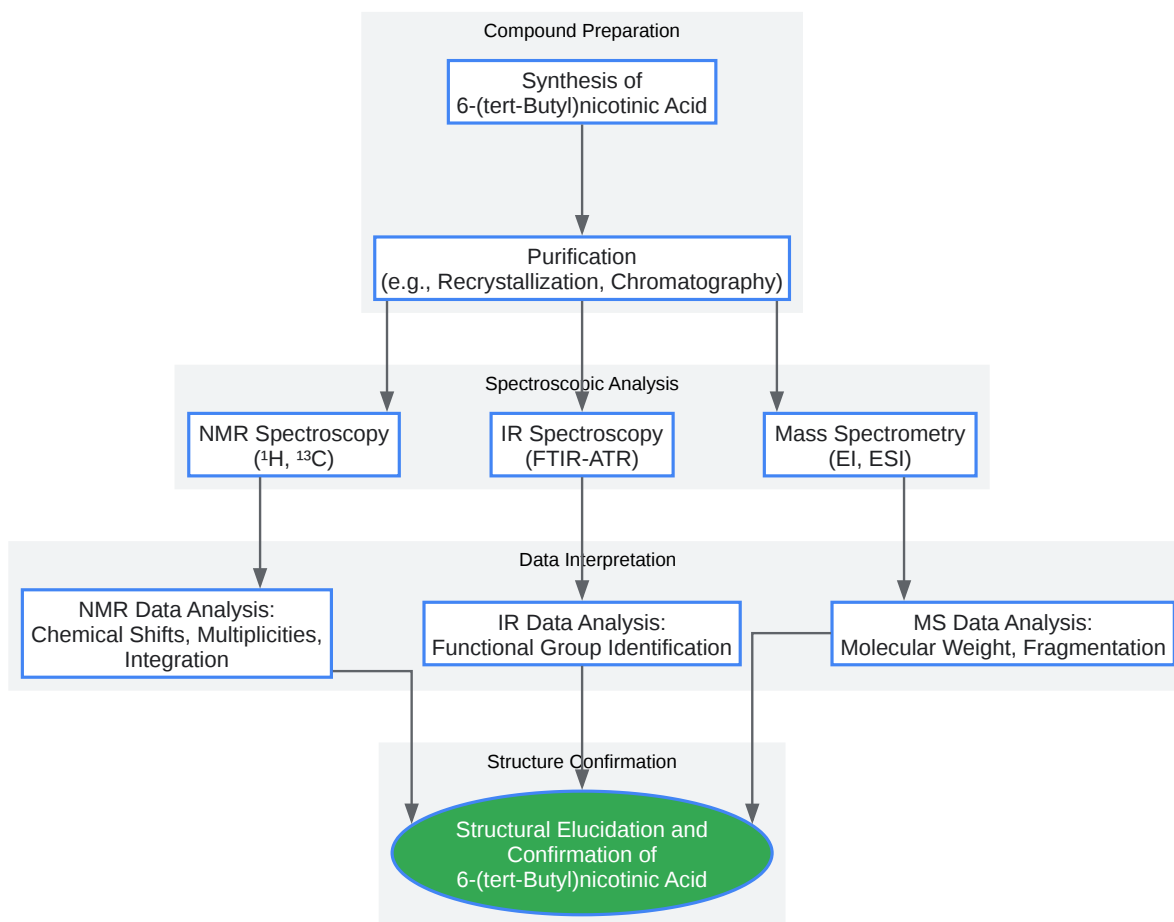 Compound Preparation
Synthesis of
6-(tert-Butyl)nicotinic Acid
Purification
(e.g., Recrystallization, Chromatography)
Spectroscopic Analysis
NMR Spectroscopy
(¹H, ¹³C)
IR Spectroscopy
(FTIR-ATR)
Mass Spectrometry
(EI, ESI)
Data Interpretation
NMR Data Analysis:
Chemical Shifts, Multiplicities,
Integration
IR Data Analysis:
Functional Group Identification
MS Data Analysis:
Molecular Weight, Fragmentation
Structure Confirmation
Structural Elucidation and
Confirmation of
6-(tert-Butyl)nicotinic Acid